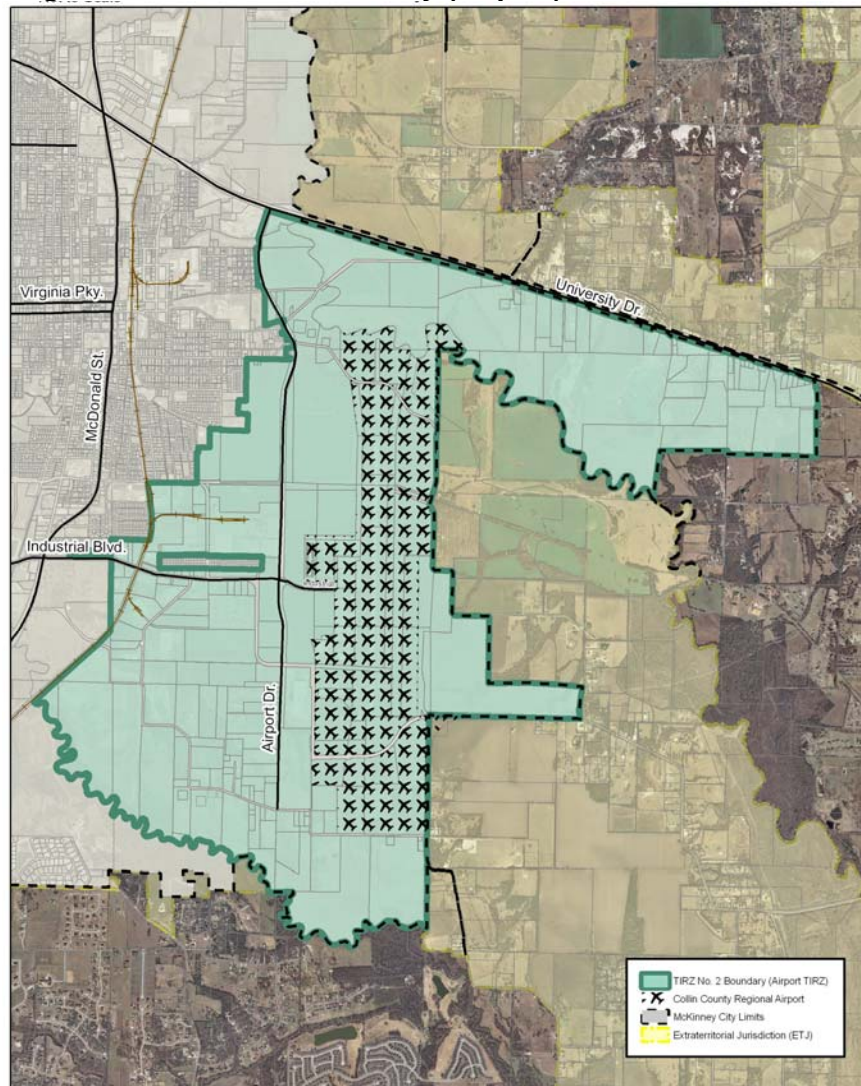 University Dr.
Virginia Pky.
McDonald St.
Industrial Blvd.
Airport Dr.
TIRZ No. 2 Boundary (Airport TIRZ)
Collin County Regional Airport
McKinney City Limits
Extraterritorial Jurisdiction (ETJ)